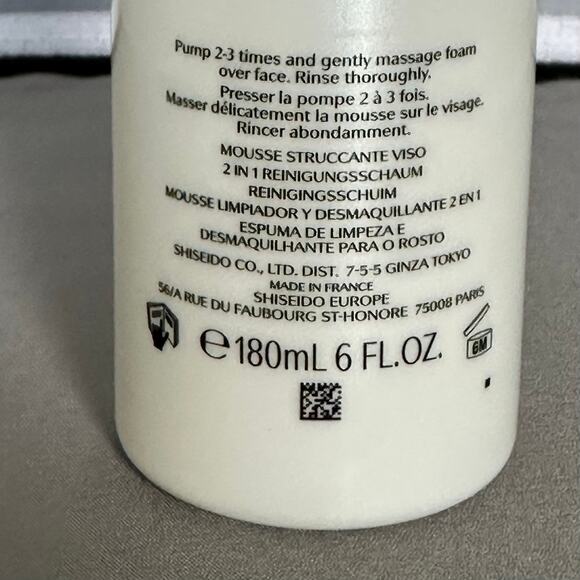 Pump 2-3 times and gently massage foam
over face. Rinse thoroughly.
Presser la pompe 2 à 3 fois.
Masser délicatement la mousse sur le visage.
Rincer abondamment.
MOUSSE STRUCCANTE VISO
2 IN 1 REINIGUNGSSCHAUM
REINIGINGSSCHUIM
MOUSSE LIMPIADOR Y DESMAQUILLANTE 2 EN 1
ESPUMA DE LIMPEZA E
DESMAQUILHANTE PARA O ROSTO
SHISEIDO CO., LTD. DIST. 7-5-5 GINZA TOKYO
MADE IN FRANCE
SHISEIDO EUROPE
56/A RUE DU FAUBOURG ST-HONORE 75008 PARIS
℮180mL 6 FL.OZ.
6M